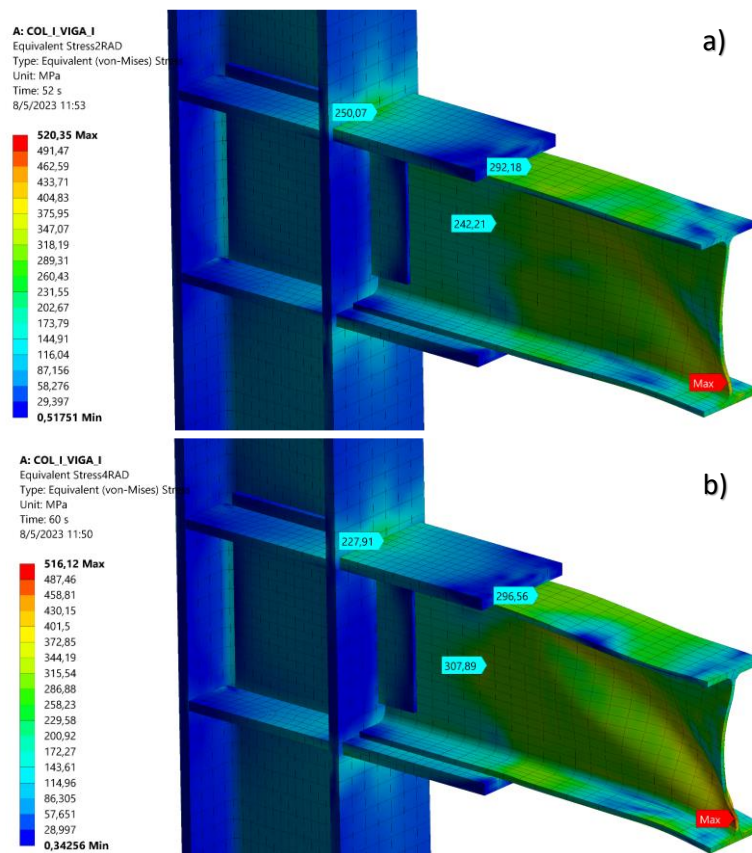 a)
A: COL_I_VIGA_I
Equivalent Stress2RAD
Type: Equivalent (von-Mises) Stre
Unit: MPa
Time: 52 s
8/5/2023 11:53
520,35 Max
491,47
462,59
433,71
404,83
375,95
347,07
318,19
289,31
260,43
231,55
202,67
173,79
144,91
116,04
87,156
58,276
29,397
0,51751 Min
250,07
292,18
242,21
Max
b)
A: COL_I_VIGA_I
Equivalent Stress4RAD
Type: Equivalent (von-Mises) Stre
Unit: MPa
Time: 60 s
8/5/2023 11:50
516,12 Max
487,46
458,81
430,15
401,5
372,85
344,19
315,54
286,88
258,23
229,58
200,92
172,27
143,61
114,96
86,305
57,651
28,997
0,34256 Min
227,91
296,56
307,89
Max